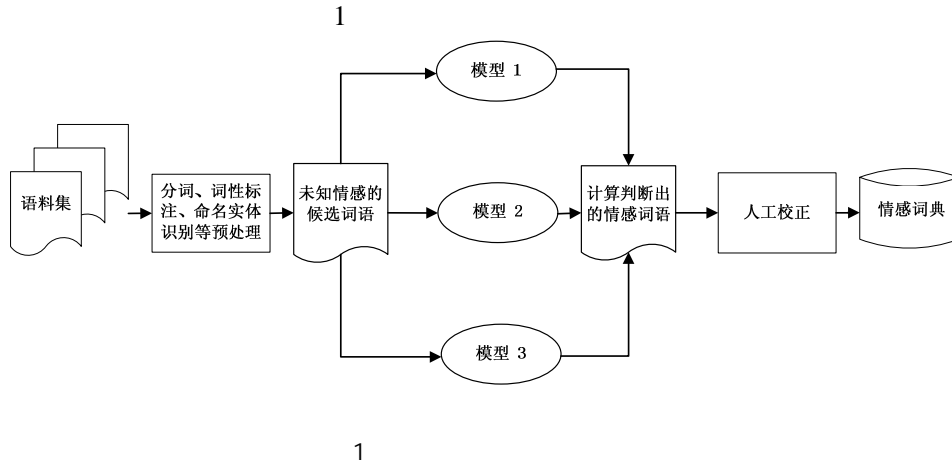 1
模型 1
语料集
分词、词性标
注、命名实体
识别等预处理
未知情感的
候选词语
模型 2
计算判断出
的情感词语
人工校正
情感词典
模型 3
1